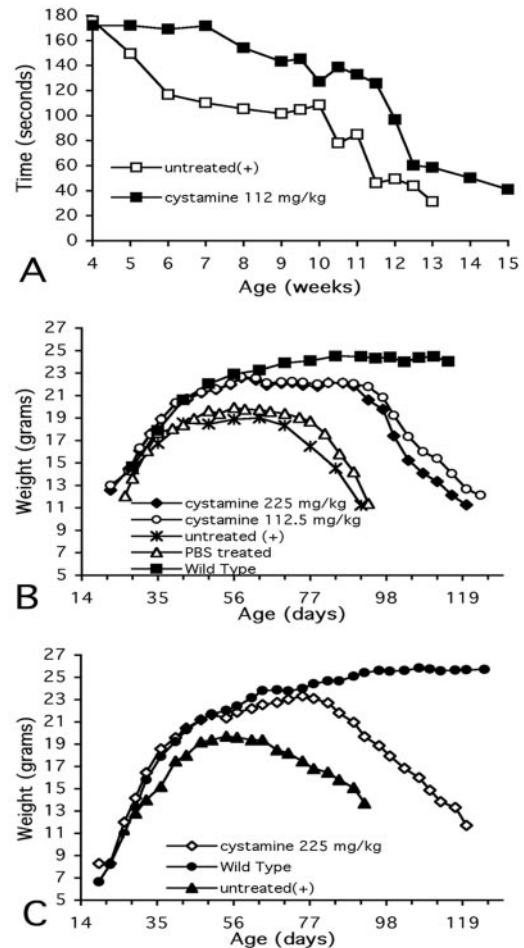 180
160
140
120
100
80
60
40
20
0
Time (seconds)
untreated(+)
cystamine 112 mg/kg
4 5 6 7 8 9 10 11 12 13 14 15
A Age (weeks)
27
25
23
21
19
17
15
13
11
9
7
5
Weight (grams)
cystamine 225 mg/kg
cystamine 112.5 mg/kg
untreated (+)
PBS treated
Wild Type
14 35 56 77 98 119
B Age (days)
27
25
23
21
19
17
15
13
11
9
7
5
Weight (grams)
cystamine 225 mg/kg
Wild Type
untreated(+)
14 35 56 77 98 119
C Age (days)